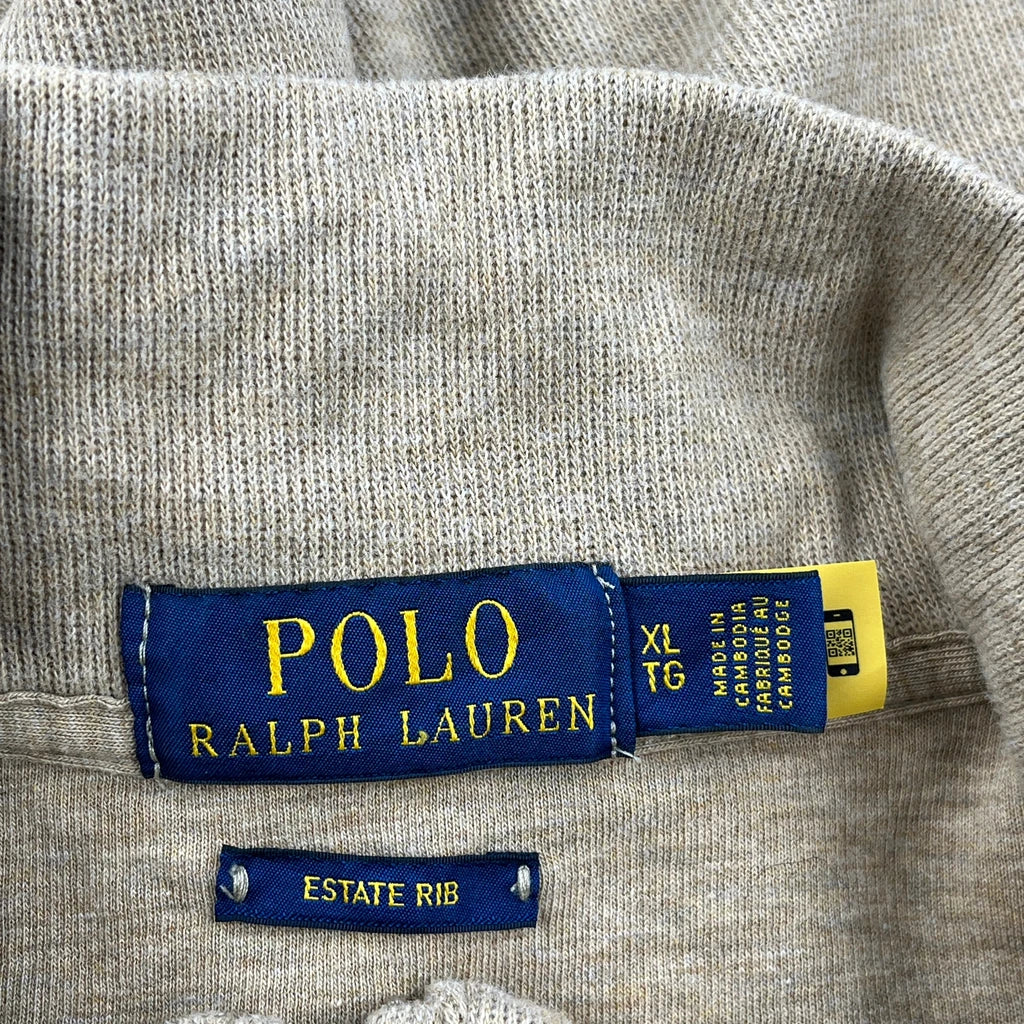 POLO
RALPH LAUREN
XL
TG
MADE IN
CAMBODIA
FABRIQUÉ AU
CAMBODGE
ESTATE RIB